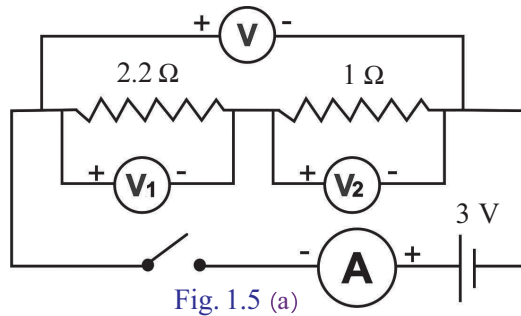 + V -
2.2 Ω 1 Ω
+ V1 - + V2 -
3 V
- A +
Fig. 1.5 (a)